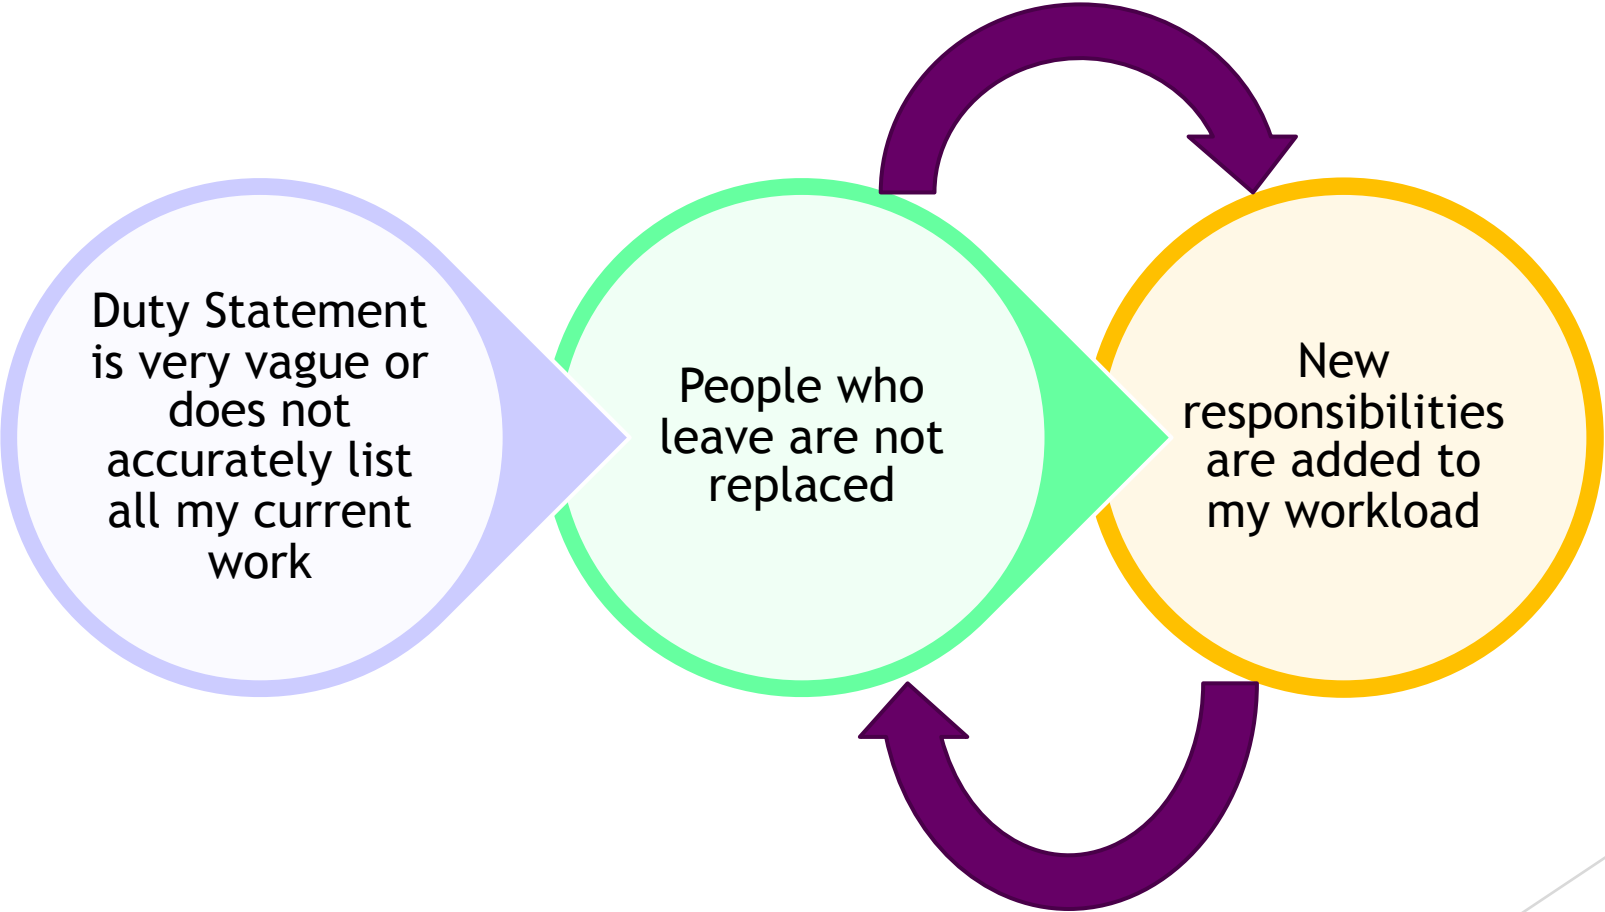 Duty Statement
is very vague or
does not
accurately list
all my current
work
People who
leave are not
replaced
New
responsibilities
are added to
my workload